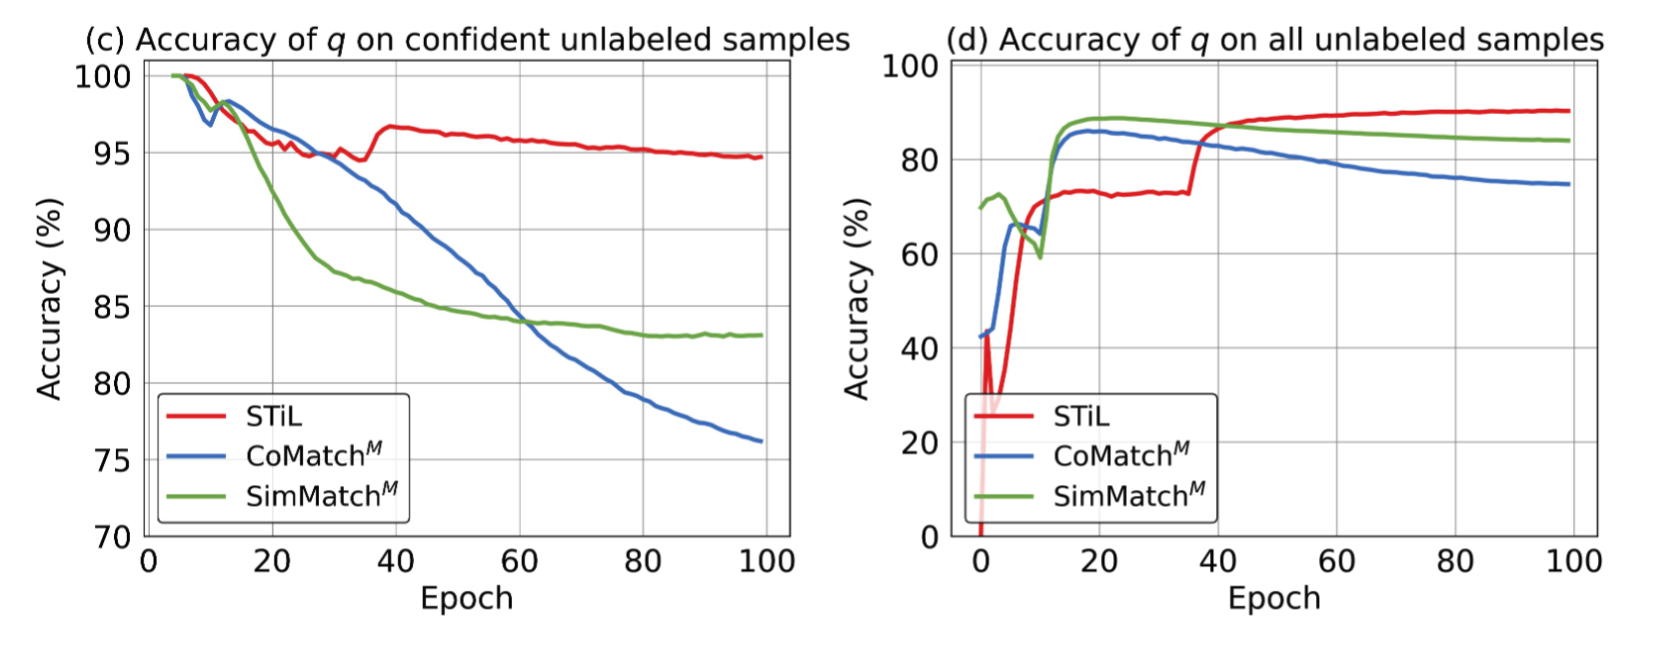 (c) Accuracy of q on confident unlabeled samples
100
95
90
85
80
75
70
Accuracy (%)
STiL
CoMatch^M
SimMatch^M
0 20 40 60 80 100
Epoch
(d) Accuracy of q on all unlabeled samples
100
80
60
40
20
0
Accuracy (%)
STiL
CoMatch^M
SimMatch^M
0 20 40 60 80 100
Epoch